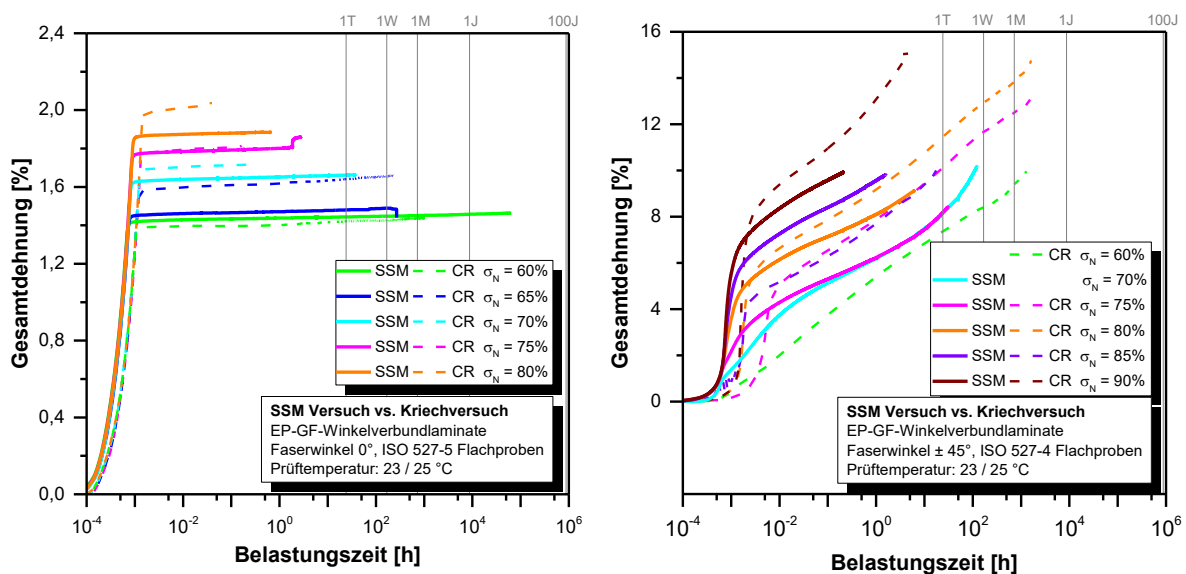 1T 1W 1M 1J 100J
2,4
2,0
1,6
1,2
0,8
0,4
0,0
Gesamtdehnung [%]
SSM CR σN = 60%
SSM CR σN = 65%
SSM CR σN = 70%
SSM CR σN = 75%
SSM CR σN = 80%
SSM Versuch vs. Kriechversuch
EP-GF-Winkelverbundlaminate
Faserwinkel 0°, ISO 527-5 Flachproben
Prüftemperatur: 23 / 25 °C
10-4 10-2 100 102 104 106
Belastungszeit [h]
1T 1W 1M 1J 100J
16
12
8
4
0
Gesamtdehnung [%]
CR σN = 60%
SSM σN = 70%
SSM CR σN = 75%
SSM CR σN = 80%
SSM CR σN = 85%
SSM CR σN = 90%
SSM Versuch vs. Kriechversuch
EP-GF-Winkelverbundlaminate
Faserwinkel ± 45°, ISO 527-4 Flachproben
Prüftemperatur: 23 / 25 °C
10-4 10-2 100 102 104 106
Belastungszeit [h]